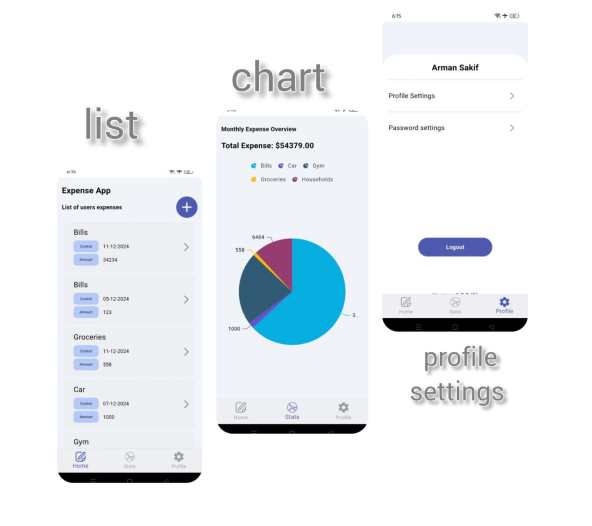 list
6:15
Expense App
List of users expenses
+
Bills
Created 11-12-2024
Amount 34234
Bills
Created 05-12-2024
Amount 123
Groceries
Created 11-12-2024
Amount 558
Car
Created 07-12-2024
Amount 1000
Gym
Home Stats Profile
chart
Monthly Expense Overview
Total Expense: $54379.00
Bills Car Gym
Groceries Households
6464
558
3..
1000
Home Stats Profile
6:15
Arman Sakif
Profile Settings
Password settings
Logout
Home Stats Profile
profile
settings